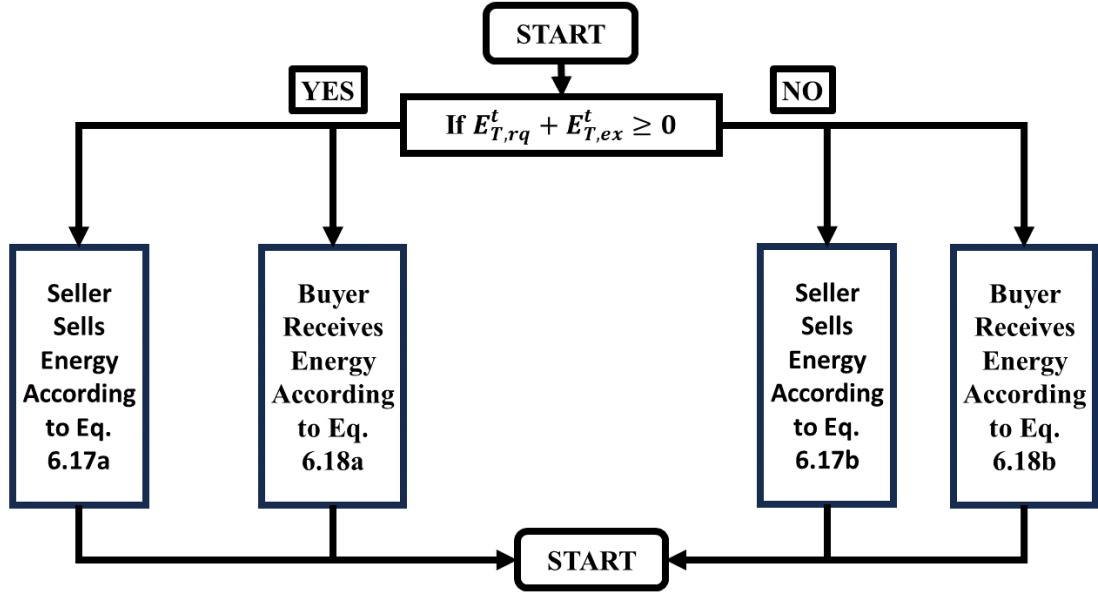 START
YES
NO
If $E^{t}_{T,rq} + E^{t}_{T,ex} \geq 0$
Seller
Sells
Energy
According
to Eq.
6.17a
Buyer
Receives
Energy
According
to Eq.
6.18a
Seller
Sells
Energy
According
to Eq.
6.17b
Buyer
Receives
Energy
According
to Eq.
6.18b
START